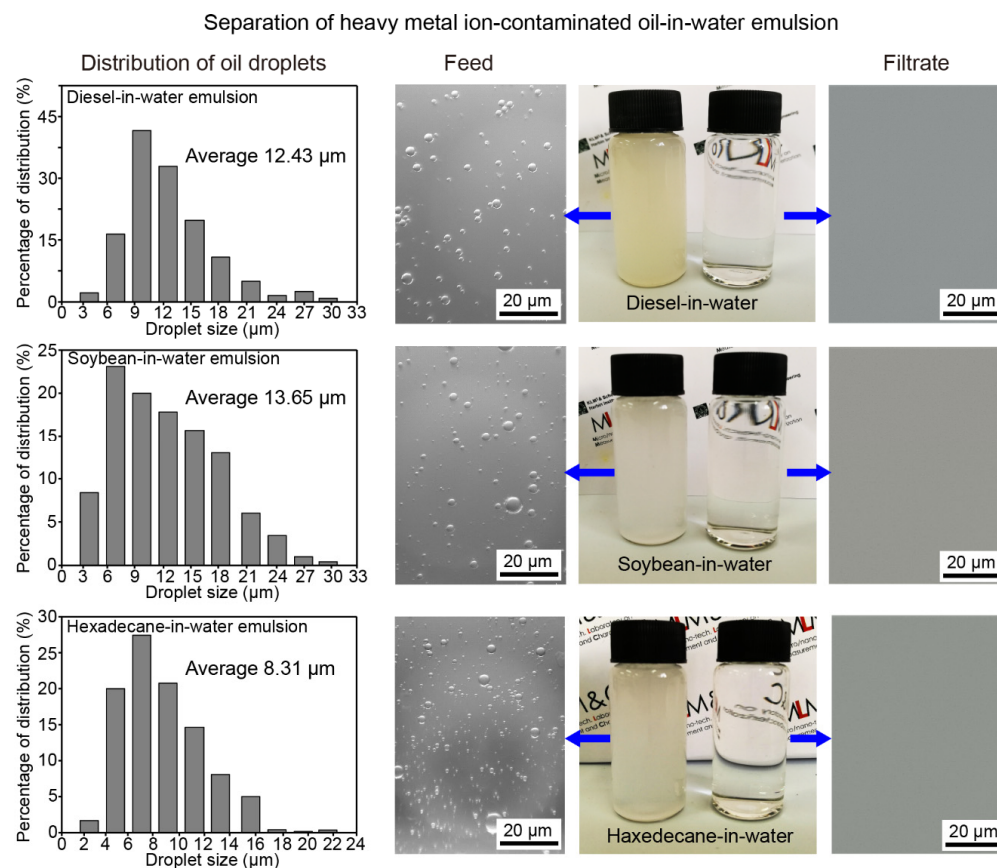 Separation of heavy metal ion-contaminated oil-in-water emulsion
Distribution of oil droplets
Feed
Filtrate
Percentage of distribution (%)
45
30
15
0
Diesel-in-water emulsion
Average 12.43 µm
0 3 6 9 12 15 18 21 24 27 30 33
Droplet size (µm)
20 µm
Diesel-in-water
20 µm
Percentage of distribution (%)
25
20
15
10
5
0
Soybean-in-water emulsion
Average 13.65 µm
0 3 6 9 12 15 18 21 24 27 30 33
Droplet size (µm)
20 µm
Soybean-in-water
20 µm
Percentage of distribution (%)
30
25
20
15
10
5
0
Hexadecane-in-water emulsion
Average 8.31 µm
0 2 4 6 8 10 12 14 16 18 20 22 24
Droplet size (µm)
20 µm
M&C
Haxedecane-in-water
20 µm